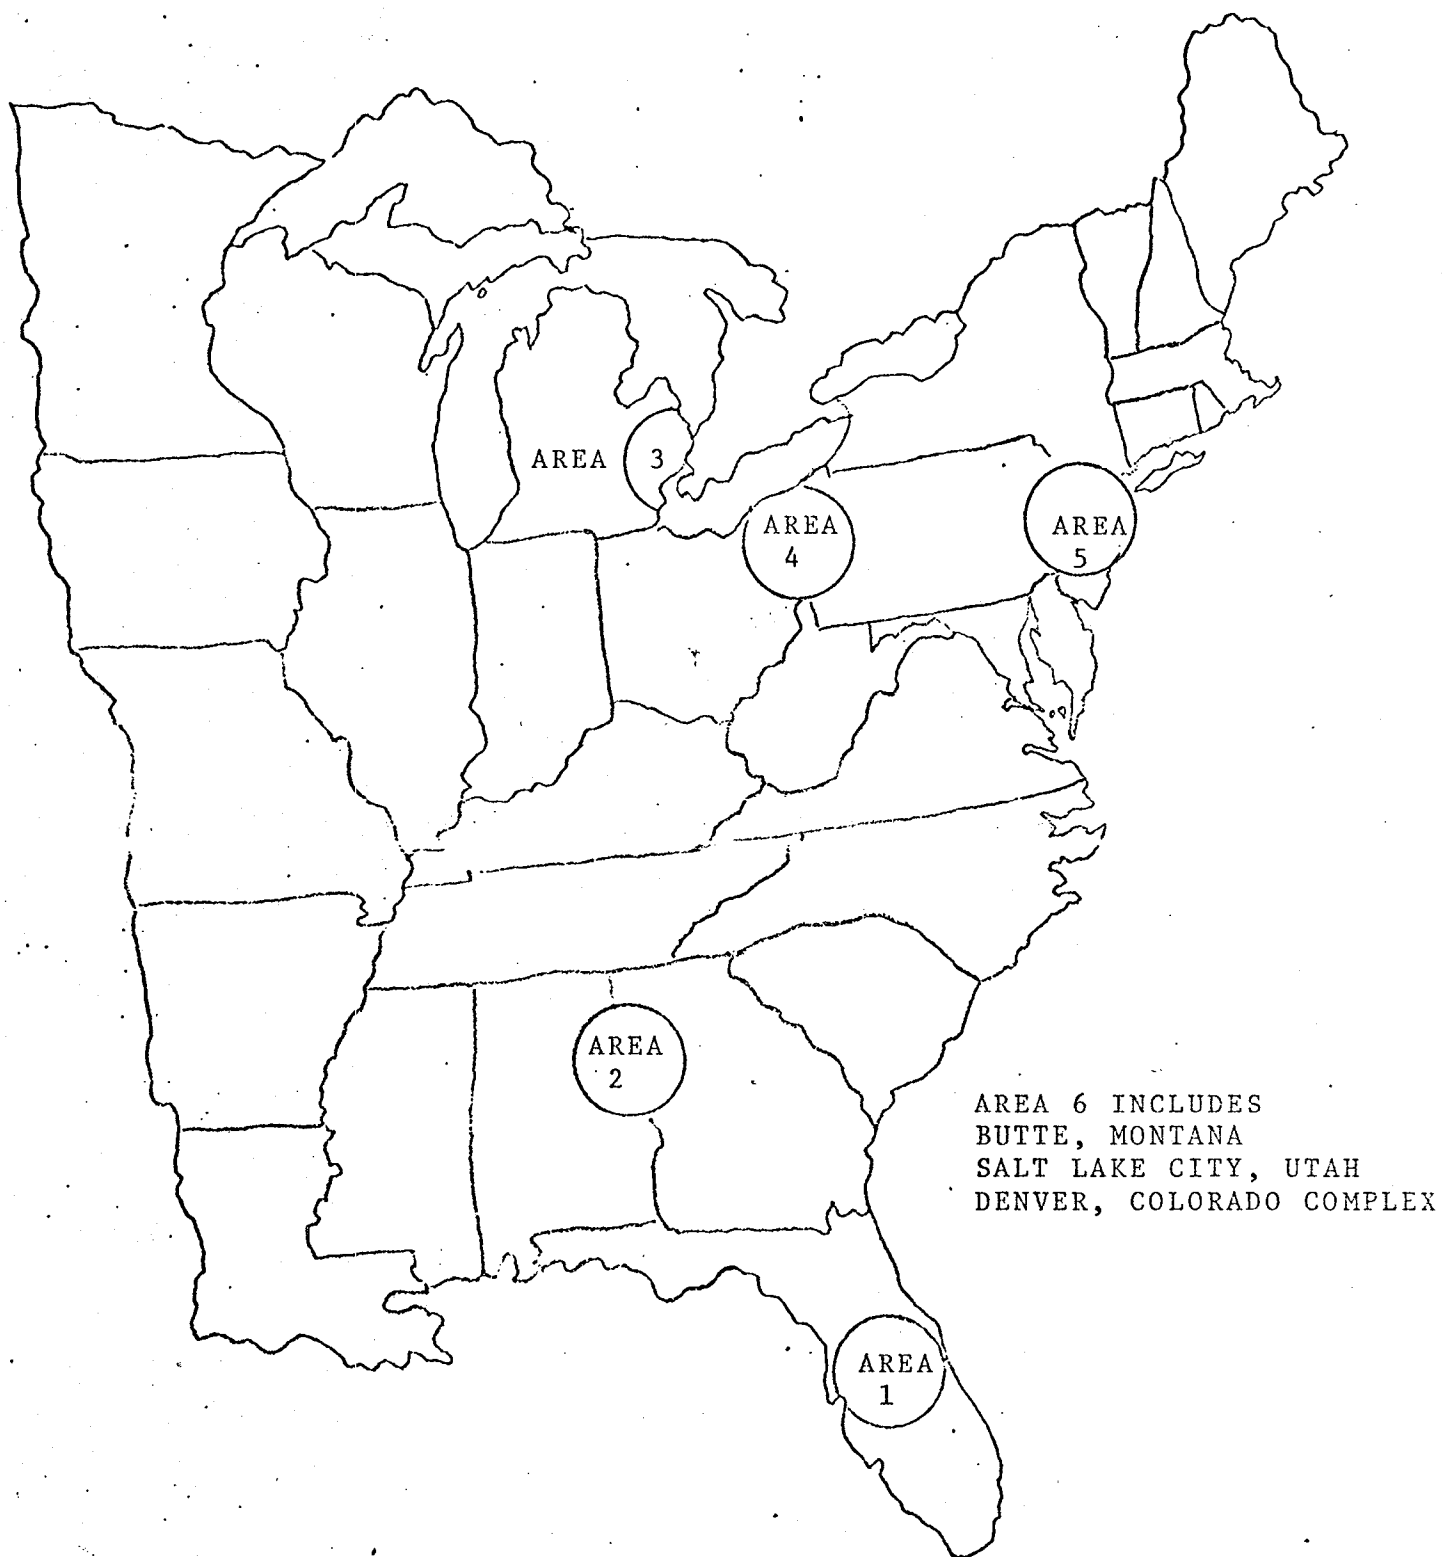 AREA 3
AREA
4
AREA
5
AREA
2
AREA 6 INCLUDES
BUTTE, MONTANA
SALT LAKE CITY, UTAH
DENVER, COLORADO COMPLEX
AREA
1